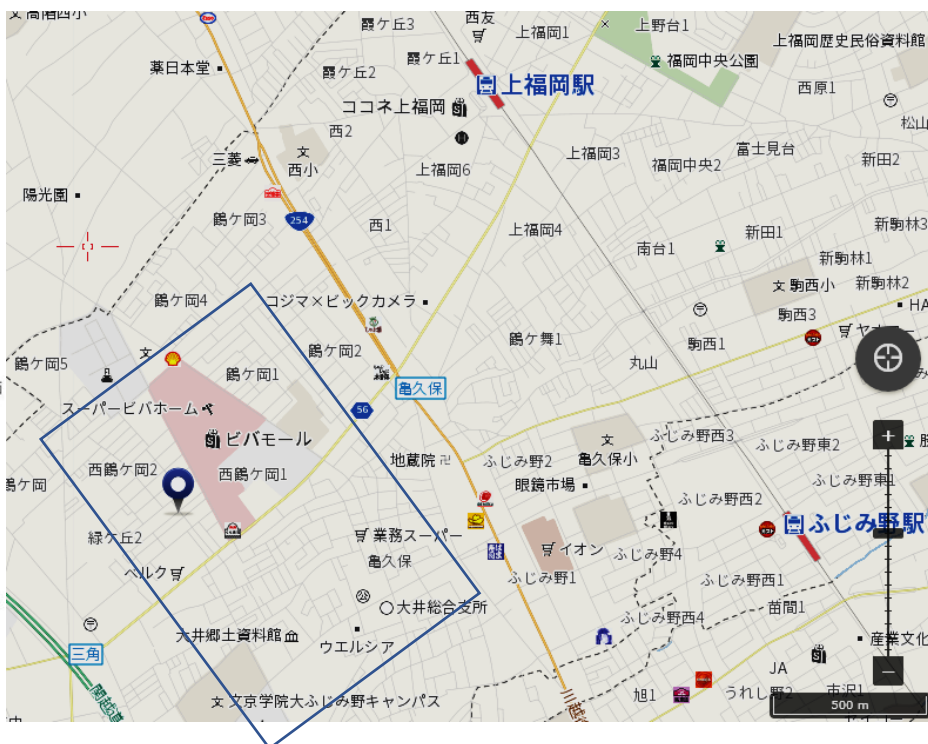 文高階西小
霞ケ丘3
西友
上福岡1
上野台1
上福岡歴史民俗資料館
薬日本堂
霞ケ丘2
霞ケ丘1
福岡中央公園
上福岡駅
西原1
ココネ上福岡
西2
松山
三菱
文
西小
上福岡6
上福岡3
福岡中央2
富士見台
新田2
陽光園
鶴ケ岡3
254
西1
上福岡4
南台1
新田1
新駒林3
新駒林1
文 駒西小
新駒林2
鶴ケ岡4
コジマ×ビックカメラ
HA
駒西3
鶴ケ岡5
文
鶴ケ岡2
鶴ケ舞1
駒西1
丸山
鶴ケ岡1
亀久保
スーパービバホーム
56
ビバモール
地蔵院
ふじみ野2
文
亀久保小
ふじみ野西3
ふじみ野東2
西鶴ケ岡2
西鶴ケ岡1
眼鏡市場
ふじみ野西2
ふじみ野東1
鶴ケ岡
緑ケ丘2
業務スーパー
亀久保
イオン
ふじみ野駅
ふじみ野4
ベルク
ふじみ野1
ふじみ野西1
大井総合支所
苗間1
ふじみ野西4
三角
大井郷土資料館
ウエルシア
産業文化
JA
文 文京学院大ふじみ野キャンパス
旭1
うれし野2
市沢1
関越道
川越街
500 m